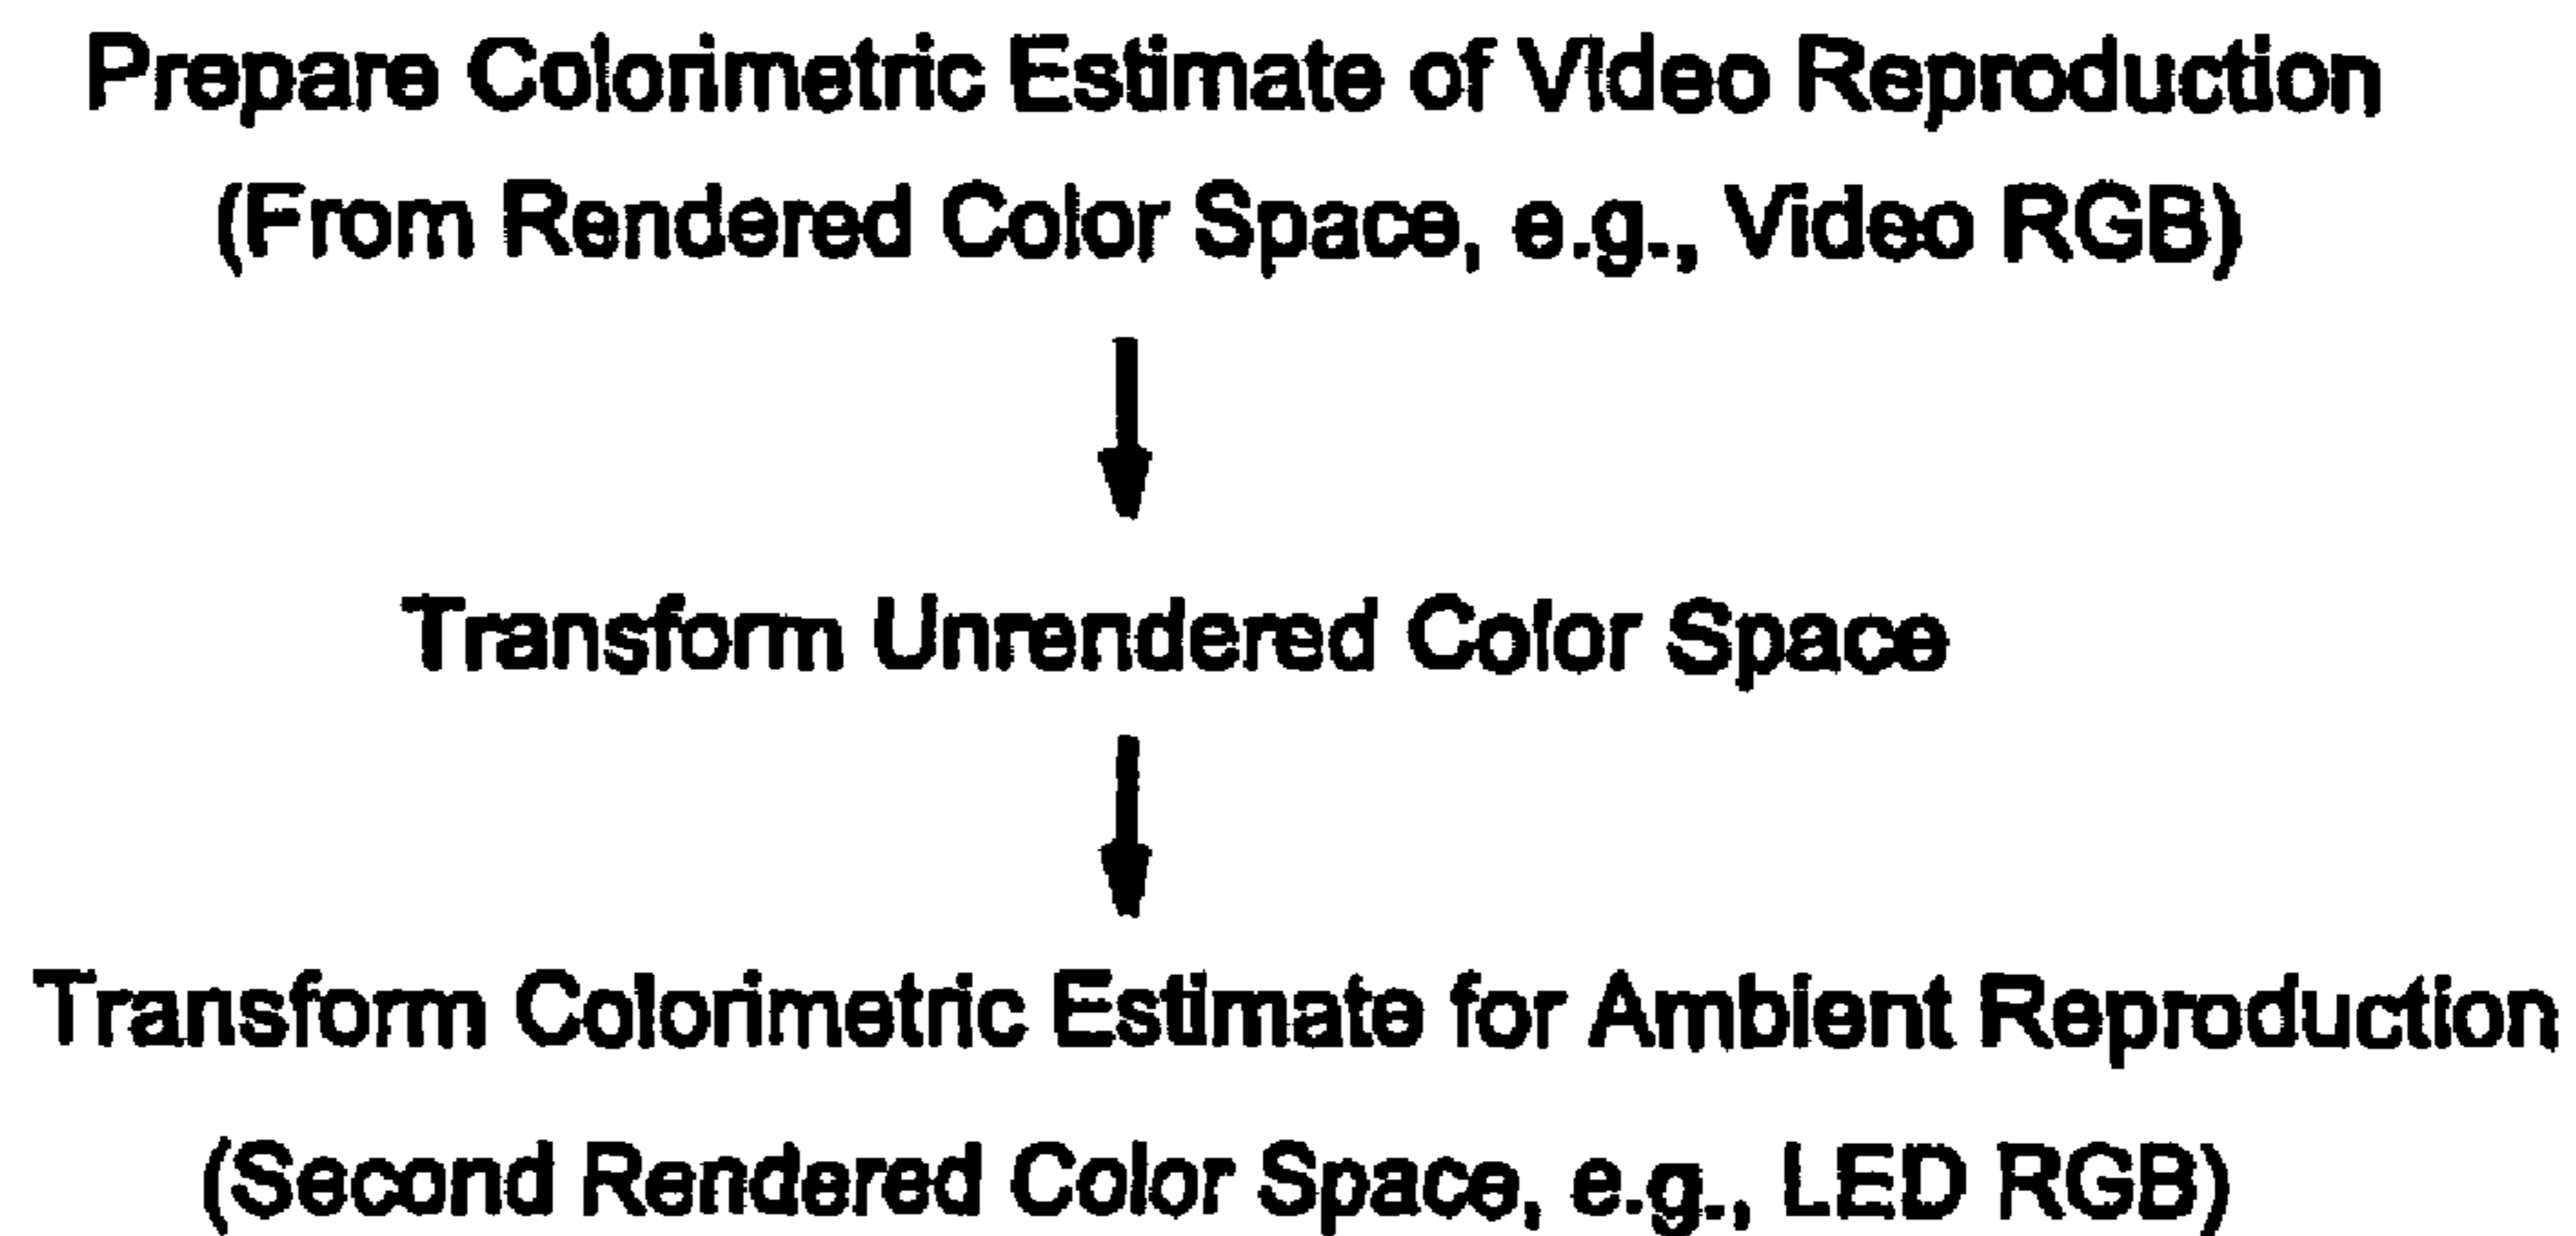 Prepare Colorimetric Estimate of Video Reproduction
(From Rendered Color Space, e.g., Video RGB)
Transform Unrendered Color Space
Transform Colorimetric Estimate for Ambient Reproduction
(Second Rendered Color Space, e.g., LED RGB)